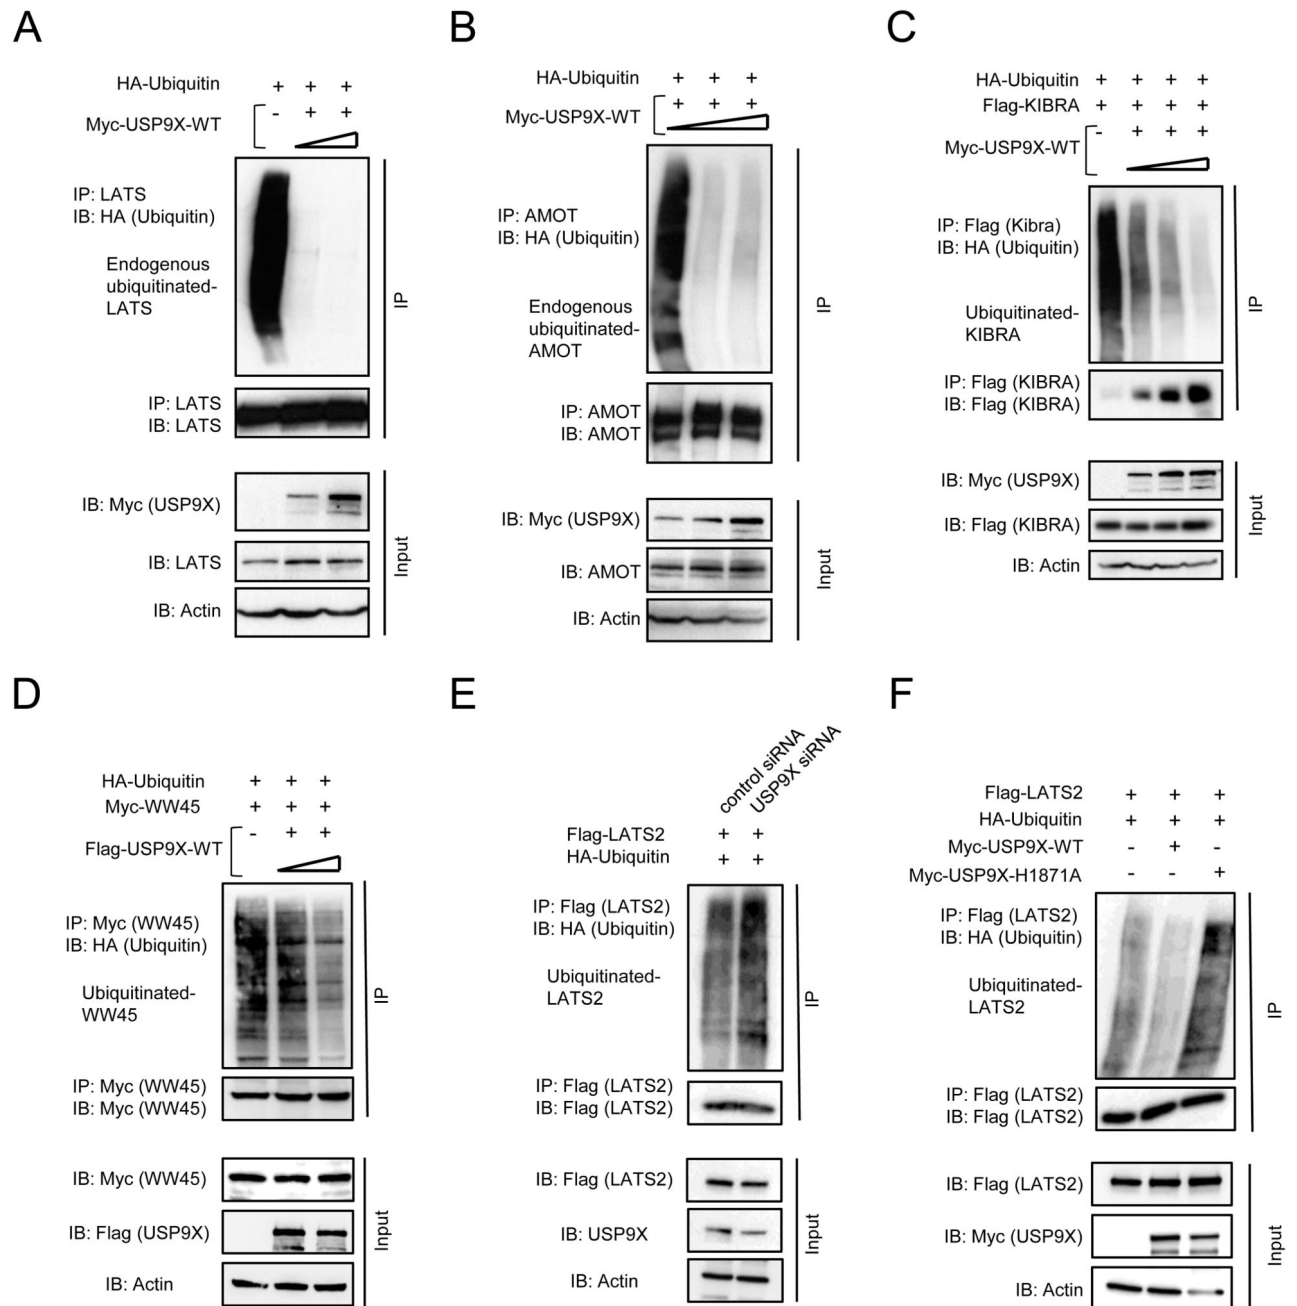 A
HA-Ubiquitin + + +
Myc-USP9X-WT - + +
IP: LATS
IB: HA (Ubiquitin)
Endogenous
ubiquitinated-
LATS
IP: LATS
IB: LATS
IP
IB: Myc (USP9X)
IB: LATS
IB: Actin
Input
B
HA-Ubiquitin + + +
Myc-USP9X-WT + + +
IP: AMOT
IB: HA (Ubiquitin)
Endogenous
ubiquitinated-
AMOT
IP: AMOT
IB: AMOT
IP
IB: Myc (USP9X)
IB: AMOT
IB: Actin
Input
C
HA-Ubiquitin + + + +
Flag-KIBRA + + + +
Myc-USP9X-WT - + + +
IP: Flag (Kibra)
IB: HA (Ubiquitin)
Ubiquitinated-
KIBRA
IP: Flag (KIBRA)
IB: Flag (KIBRA)
IP
IB: Myc (USP9X)
IB: Flag (KIBRA)
IB: Actin
Input
D
HA-Ubiquitin + + +
Myc-WW45 + + +
Flag-USP9X-WT - + +
IP: Myc (WW45)
IB: HA (Ubiquitin)
Ubiquitinated-
WW45
IP: Myc (WW45)
IB: Myc (WW45)
IP
IB: Myc (WW45)
IB: Flag (USP9X)
IB: Actin
Input
E
control siRNA
USP9X siRNA
Flag-LATS2 + +
HA-Ubiquitin + +
IP: Flag (LATS2)
IB: HA (Ubiquitin)
Ubiquitinated-
LATS2
IP: Flag (LATS2)
IB: Flag (LATS2)
IP
IB: Flag (LATS2)
IB: USP9X
IB: Actin
Input
F
Flag-LATS2 + + +
HA-Ubiquitin + + +
Myc-USP9X-WT - + -
Myc-USP9X-H1871A - - +
IP: Flag (LATS2)
IB: HA (Ubiquitin)
Ubiquitinated-
LATS2
IP: Flag (LATS2)
IB: Flag (LATS2)
IP
IB: Flag (LATS2)
IB: Myc (USP9X)
IB: Actin
Input